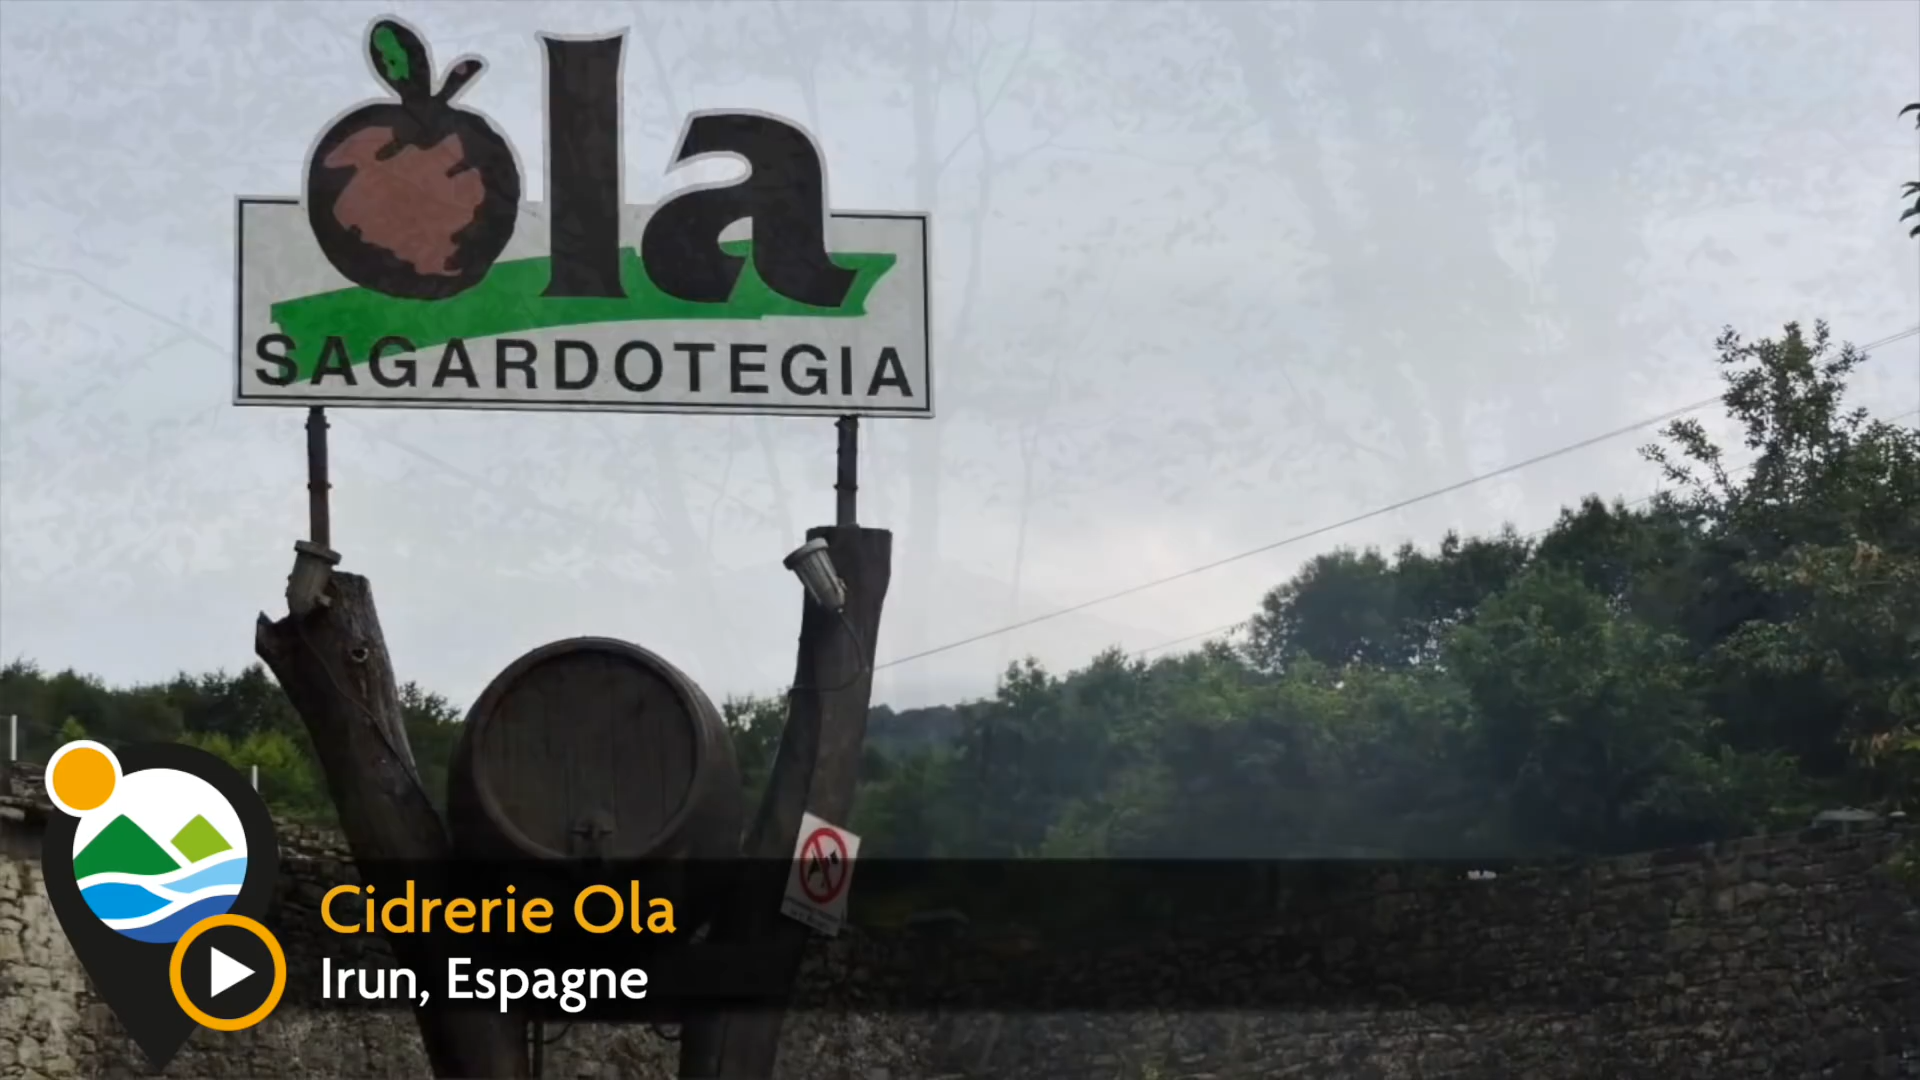 Ola
SAGARDOTEGIA
Cidrerie Ola
Irun, Espagne